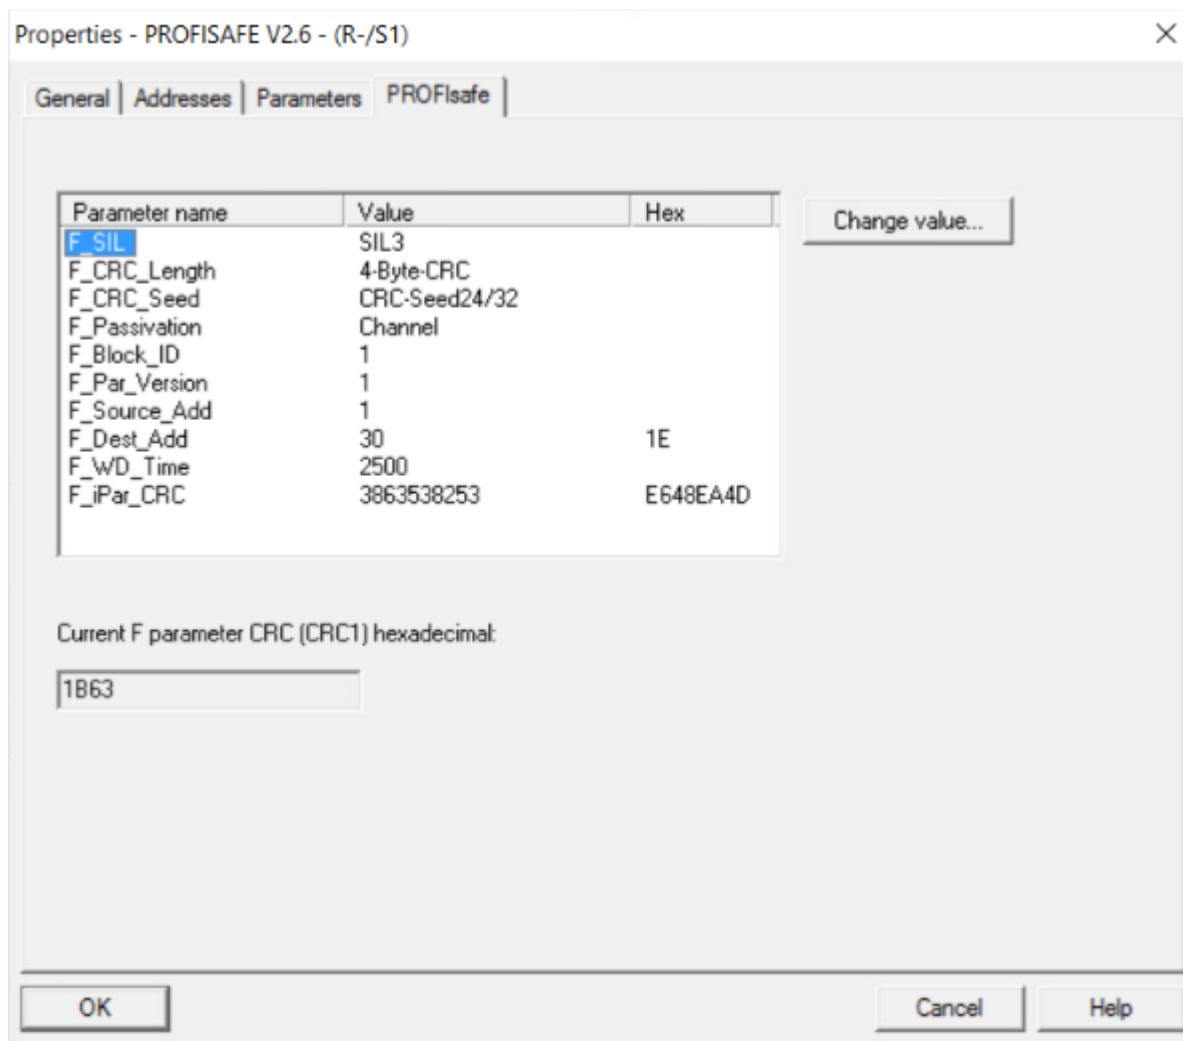 Properties - PROFISAFE V2.6 - (R-/S1)
General Addresses Parameters PROFIsafe
Parameter name Value Hex
F_SIL SIL3
F_CRC_Length 4-Byte-CRC
F_CRC_Seed CRC-Seed24/32
F_Passivation Channel
F_Block_ID 1
F_Par_Version 1
F_Source_Add 1
F_Dest_Add 30 1E
F_WD_Time 2500
F_iPar_CRC 3863538253 E648EA4D
Change value...
Current F parameter CRC (CRC1) hexadecimal:
1B63
OK Cancel Help